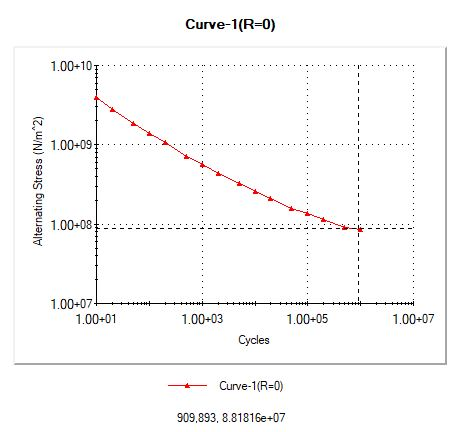 Curve-1(R=0)
1.00+10
1.00+09
1.00+08
1.00+07
Alternating Stress (N/m^2)
1.00+01 1.00+03 1.00+05 1.00+07
Cycles
Curve-1(R=0)
909,893, 8.81816e+07